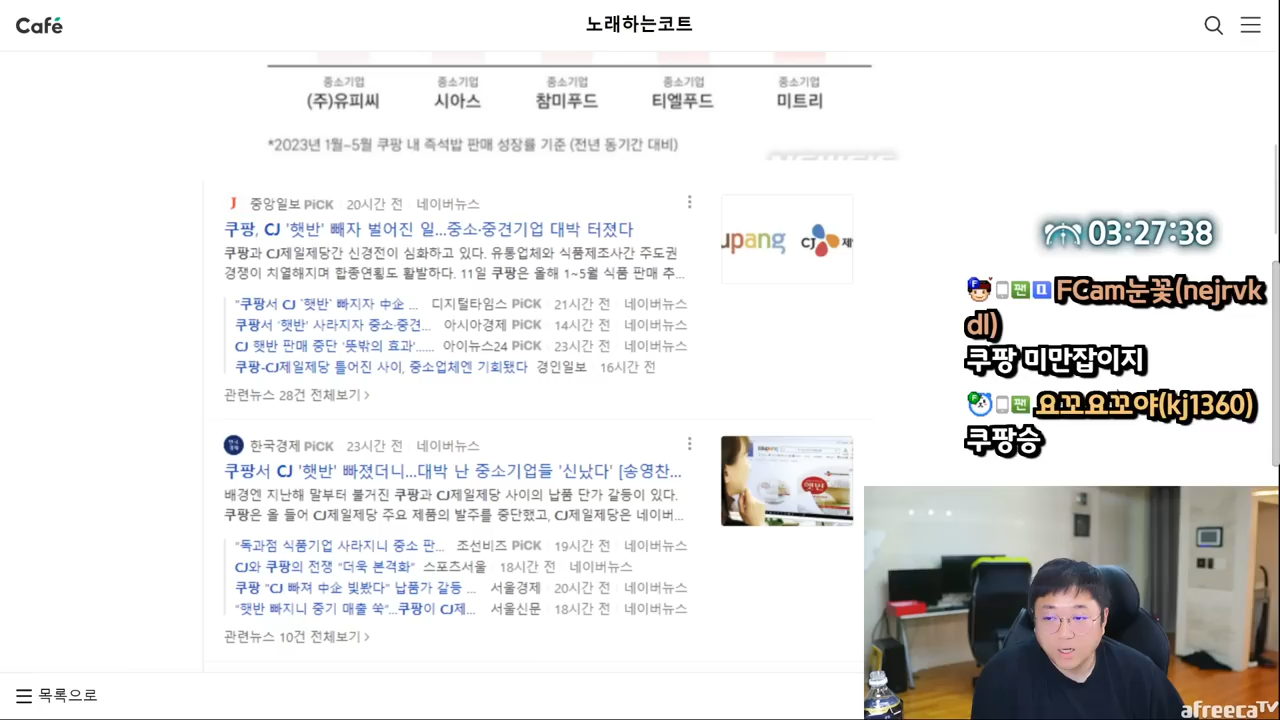 Café
노래하는코트
중소기업 중소기업 중소기업 중소기업 중소기업
(주)유피씨 시아스 참미푸드 티엘푸드 미트리
*2023년 1월~5월 쿠팡 내 즉석밥 판매 성장률 기준 (전년 동기간 대비)
중앙일보 PiCK 20시간 전 네이버뉴스
쿠팡, CJ '햇반' 빼자 벌어진 일...중소·중견기업 대박 터졌다
쿠팡과 CJ제일제당간 신경전이 심화하고 있다. 유통업체와 식품제조사간 주도권
경쟁이 치열해지며 합종연횡도 활발하다. 11일 쿠팡은 올해 1~5월 식품 판매 추...
"쿠팡서 CJ '햇반' 빠지자 中企 ... 디지털타임스 PiCK 21시간 전 네이버뉴스
쿠팡서 '햇반' 사라지자 중소·중견... 아시아경제 PiCK 14시간 전 네이버뉴스
CJ 햇반 판매 중단 '뜻밖의 효과'...... 아이뉴스24 PiCK 23시간 전 네이버뉴스
쿠팡-CJ제일제당 틀어진 사이, 중소업체엔 기회됐다 경인일보 16시간 전
관련뉴스 28건 전체보기 >
upang CJ 제
한국경제 PiCK 23시간 전 네이버뉴스
쿠팡서 CJ '햇반' 빠졌더니...대박 난 중소기업들 '신났다' [송영찬...
배경엔 지난해 말부터 불거진 쿠팡과 CJ제일제당 사이의 납품 단가 갈등이 있다.
쿠팡은 올 들어 CJ제일제당 주요 제품의 발주를 중단했고, CJ제일제당은 네이버...
"독과점 식품기업 사라지니 중소 판... 조선비즈 PiCK 19시간 전 네이버뉴스
CJ와 쿠팡의 전쟁 "더욱 본격화" 스포츠서울 18시간 전 네이버뉴스
쿠팡 "CJ 빠져 中企 빛봤다" 납품가 갈등 ... 서울경제 20시간 전 네이버뉴스
"햇반 빠지니 중기 매출 쑥"...쿠팡이 CJ제... 서울신문 18시간 전 네이버뉴스
관련뉴스 10건 전체보기 >
목록으로
03:27:38
FCam눈꽃(nejrvk
dl)
쿠팡 미만잡이지
요꼬요꼬야(kj1360)
쿠팡승
afreecaTV